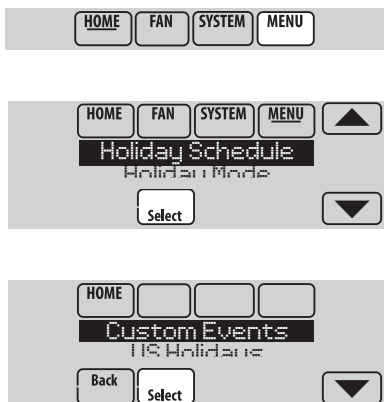 HOME FAN SYSTEM MENU
HOME FAN SYSTEM MENU
Holiday Schedule
Holiday Mode
Select
HOME
Custom Events
US Holidays
Back Select